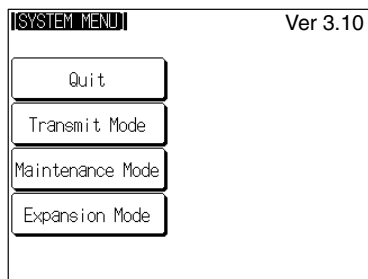 [SYSTEM MENU] Ver 3.10
Quit
Transmit Mode
Maintenance Mode
Expansion Mode